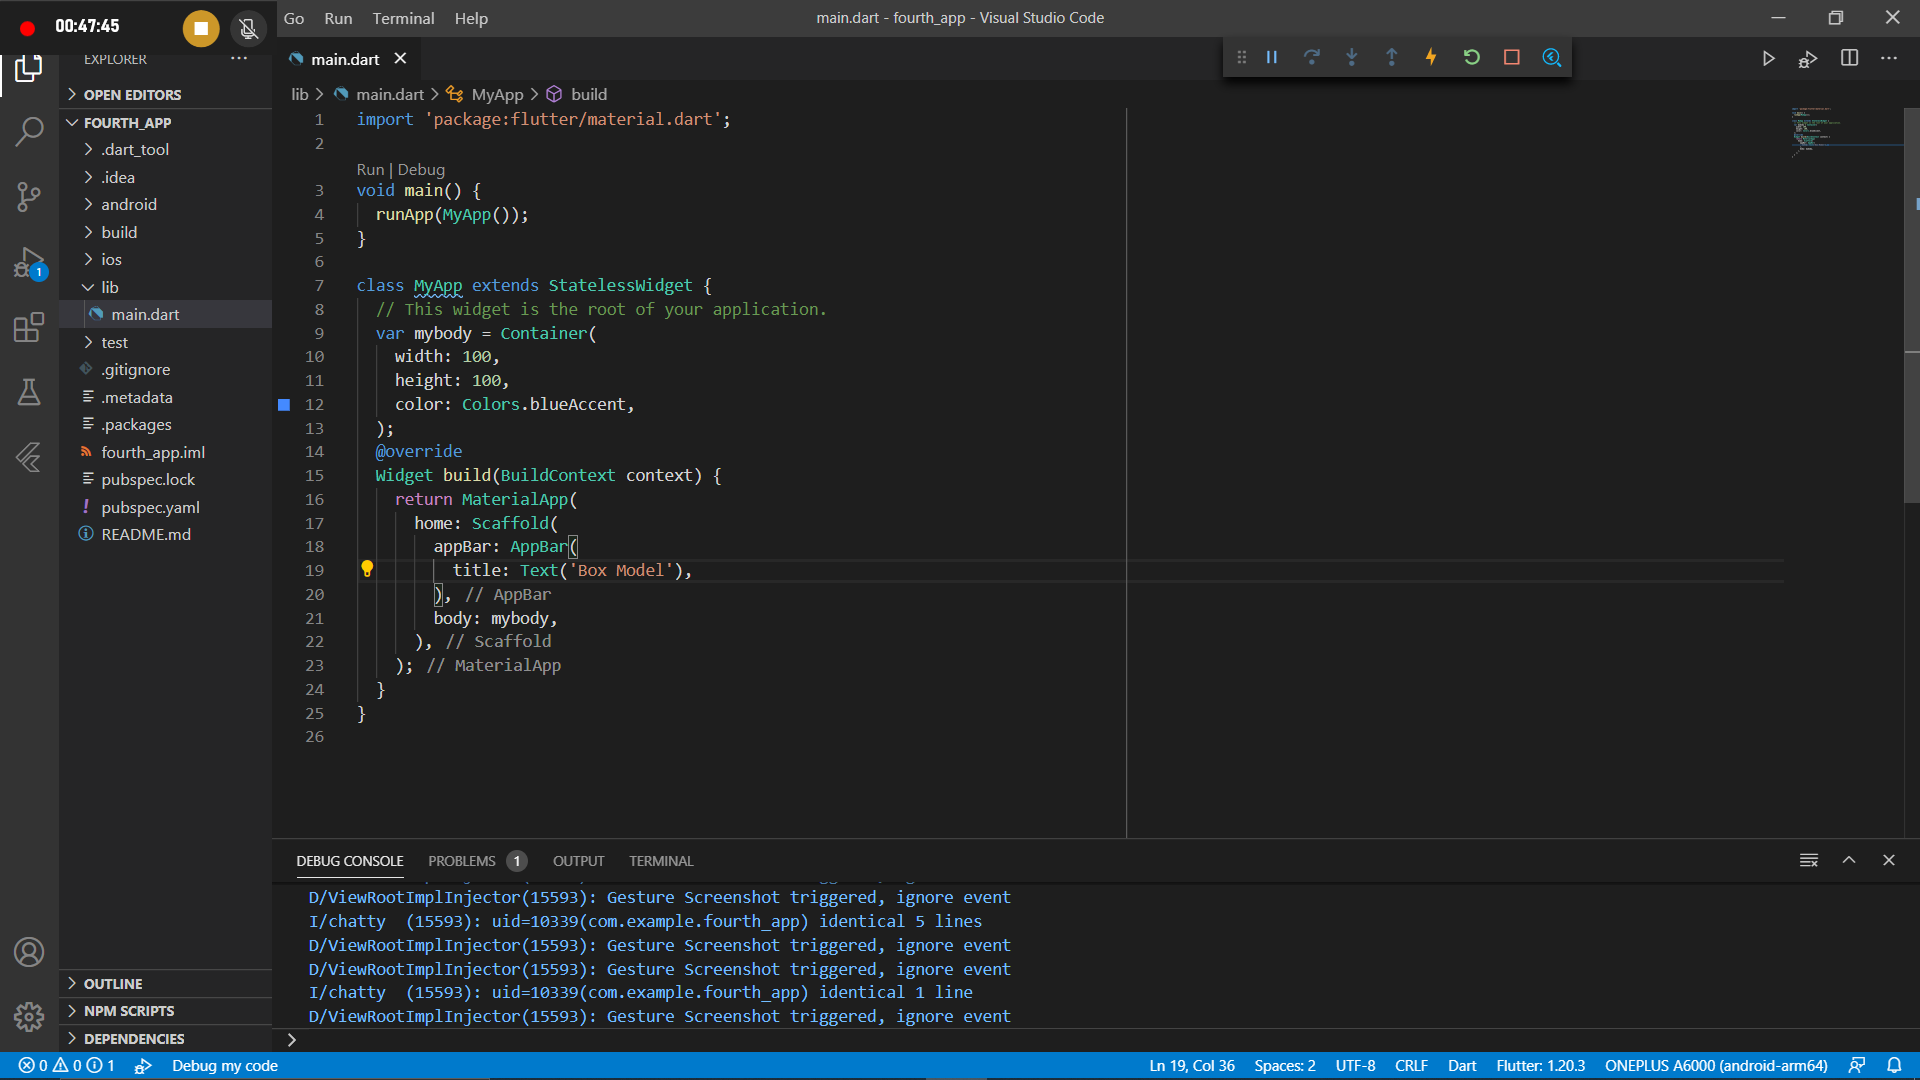 00:47:45
Go Run Terminal Help
main.dart - fourth_app - Visual Studio Code
EXPLORER
OPEN EDITORS
FOURTH_APP
.dart_tool
.idea
android
build
ios
lib
main.dart
test
.gitignore
.metadata
.packages
fourth_app.iml
pubspec.lock
pubspec.yaml
README.md
OUTLINE
NPM SCRIPTS
DEPENDENCIES
main.dart
lib > main.dart > MyApp > build
1 import 'package:flutter/material.dart';
2
Run | Debug
3 void main() {
4 runApp(MyApp());
5 }
6
7 class MyApp extends StatelessWidget {
8 // This widget is the root of your application.
9 var mybody = Container(
10 width: 100,
11 height: 100,
12 color: Colors.blueAccent,
13 );
14 @override
15 Widget build(BuildContext context) {
16 return MaterialApp(
17 home: Scaffold(
18 appBar: AppBar(
19 title: Text('Box Model'),
20 ), // AppBar
21 body: mybody,
22 ), // Scaffold
23 ); // MaterialApp
24 }
25 }
26
DEBUG CONSOLE PROBLEMS 1 OUTPUT TERMINAL
D/ViewRootImplInjector(15593): Gesture Screenshot triggered, ignore event
I/chatty (15593): uid=10339(com.example.fourth_app) identical 5 lines
D/ViewRootImplInjector(15593): Gesture Screenshot triggered, ignore event
D/ViewRootImplInjector(15593): Gesture Screenshot triggered, ignore event
I/chatty (15593): uid=10339(com.example.fourth_app) identical 1 line
D/ViewRootImplInjector(15593): Gesture Screenshot triggered, ignore event
0 0 1 Debug my code Ln 19, Col 36 Spaces: 2 UTF-8 CRLF Dart Flutter: 1.20.3 ONEPLUS A6000 (android-arm64)